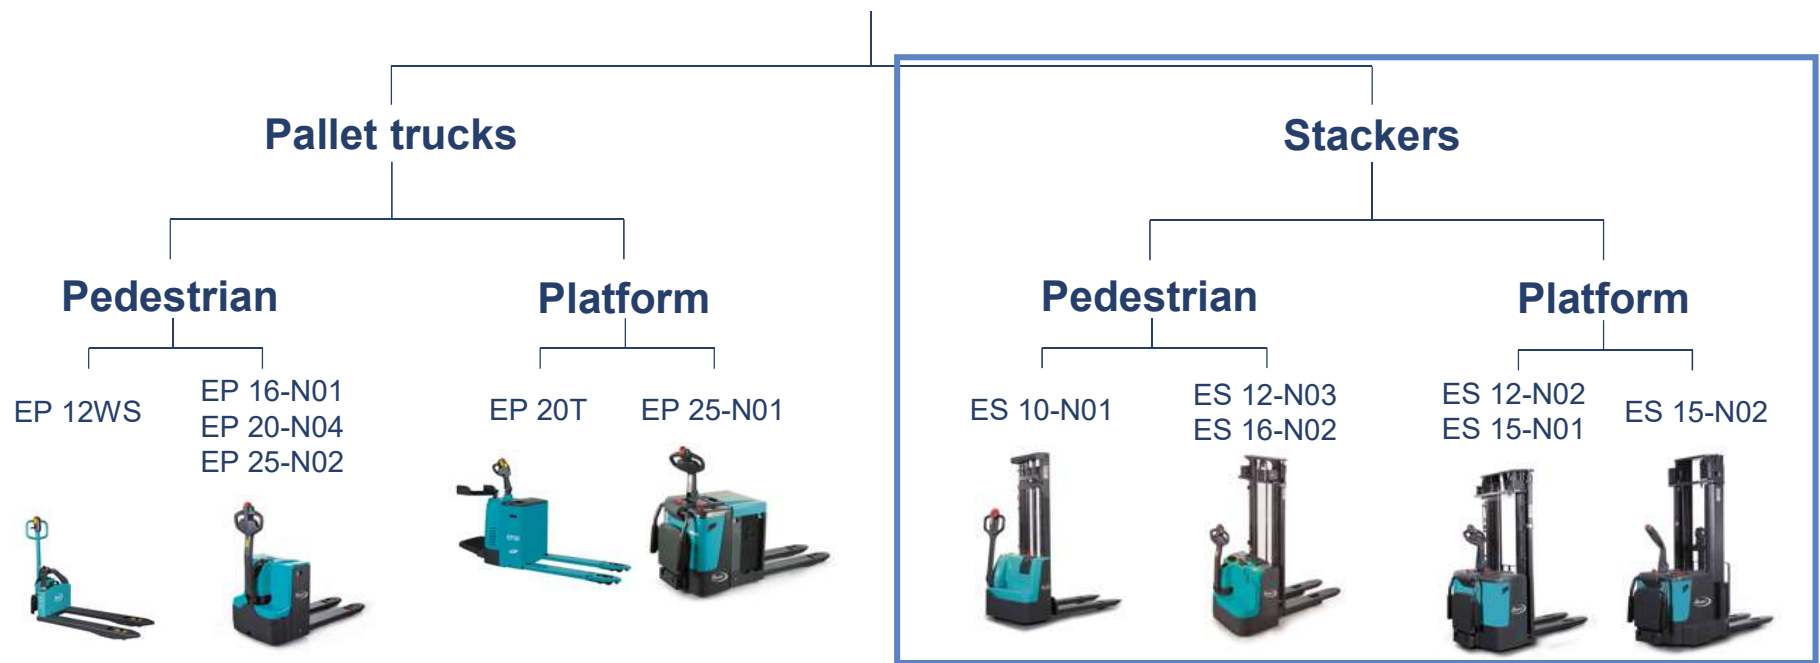 Pallet trucks
Stackers
Pedestrian
Platform
Pedestrian
Platform
EP 12WS
EP 16-N01
EP 20-N04
EP 25-N02
EP 20T
EP 25-N01
ES 10-N01
ES 12-N03
ES 16-N02
ES 12-N02
ES 15-N01
ES 15-N02